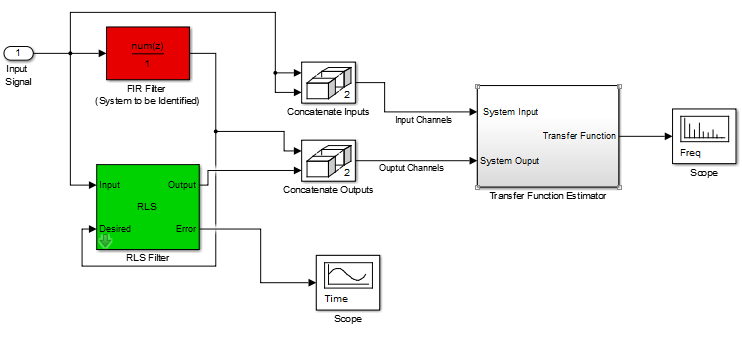 1
Input
Signal
num(z)
1
FIR Filter
(System to be Identified)
2
Concatenate Inputs
Input Channels
System Input
Transfer Function
System Ouput
Transfer Function Estimator
Freq
Scope
2
Concatenate Outputs
Ouptut Channels
Input
Output
RLS
Desired
Error
RLS Filter
Time
Scope